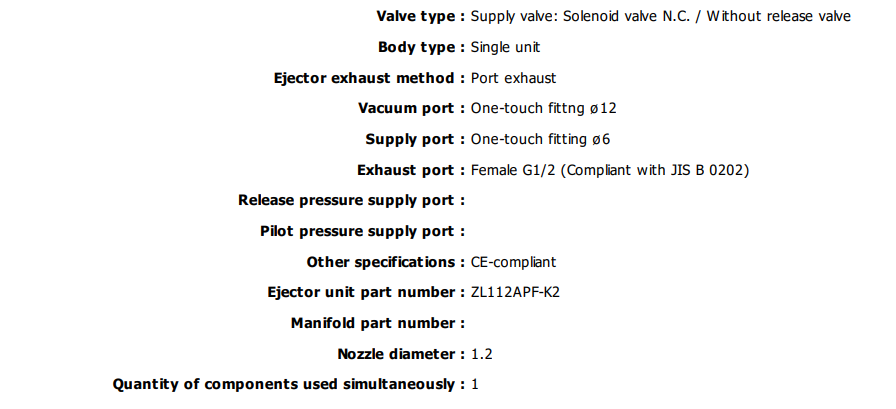 Valve type : Supply valve: Solenoid valve N.C. / Without release valve
Body type : Single unit
Ejector exhaust method : Port exhaust
Vacuum port : One-touch fittng ø12
Supply port : One-touch fitting ø6
Exhaust port : Female G1/2 (Compliant with JIS B 0202)
Release pressure supply port :
Pilot pressure supply port :
Other specifications : CE-compliant
Ejector unit part number : ZL112APF-K2
Manifold part number :
Nozzle diameter : 1.2
Quantity of components used simultaneously : 1